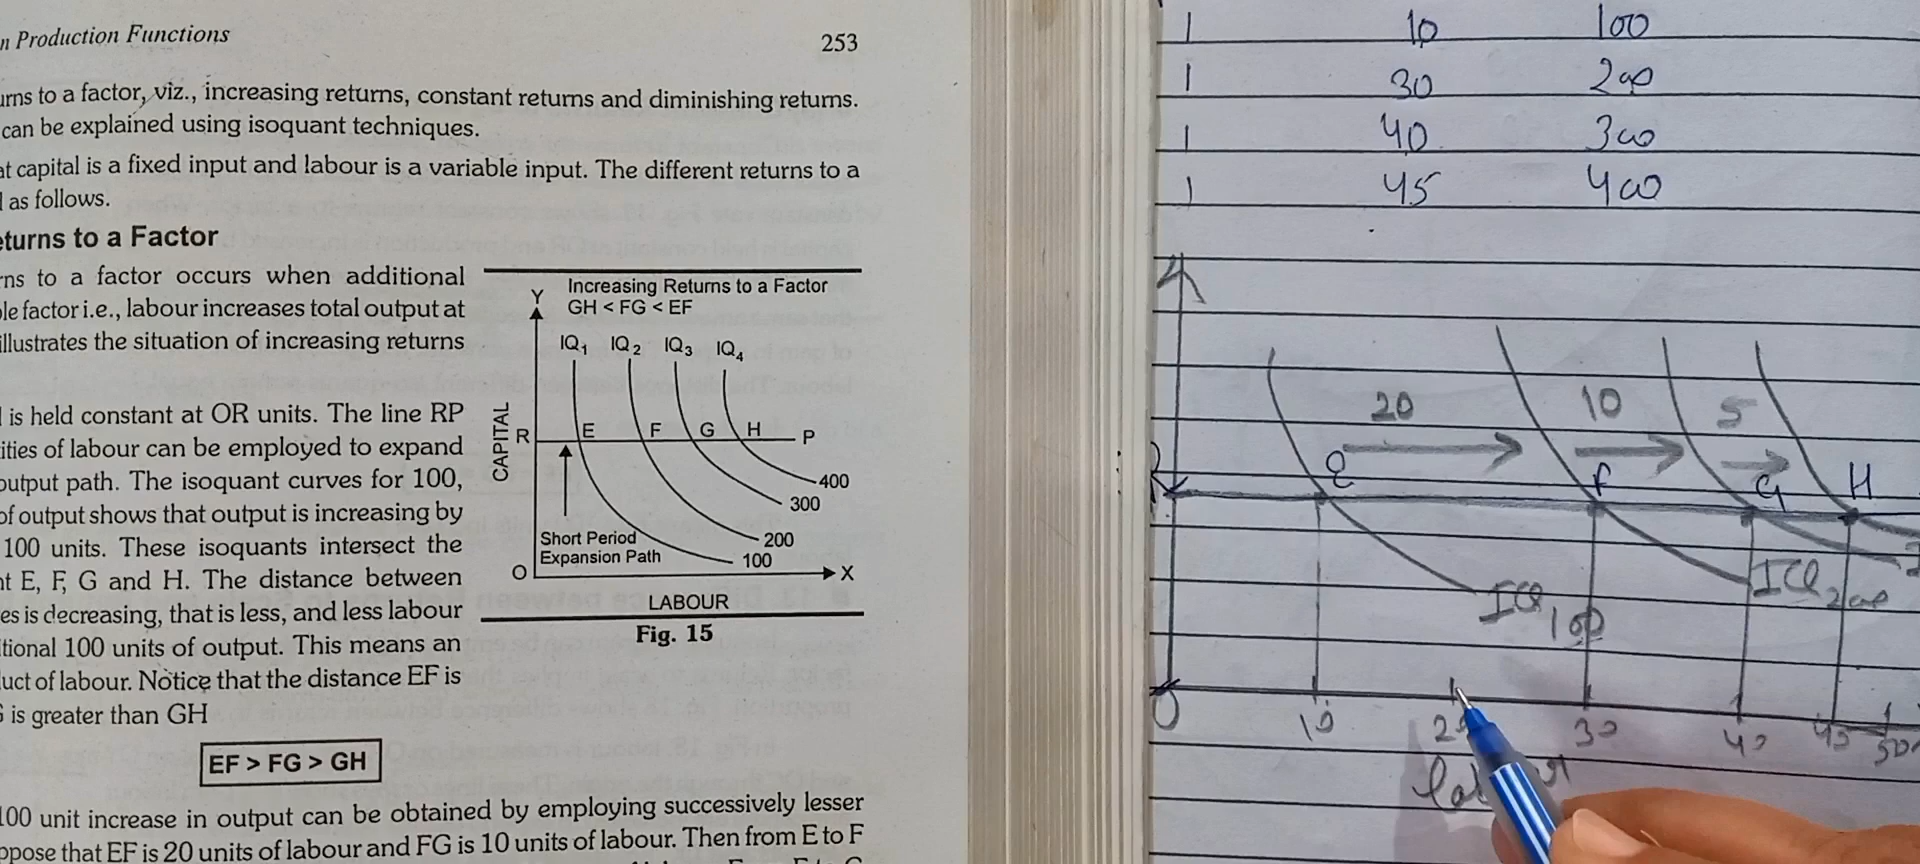 n Production Functions
253
urns to a factor, viz., increasing returns, constant returns and diminishing returns.
can be explained using isoquant techniques.
at capital is a fixed input and labour is a variable input. The different returns to a
as follows.
eturns to a Factor
rns to a factor occurs when additional
le factor i.e., labour increases total output at
illustrates the situation of increasing returns
is held constant at OR units. The line RP
ities of labour can be employed to expand
output path. The isoquant curves for 100,
of output shows that output is increasing by
100 units. These isoquants intersect the
nt E, F, G and H. The distance between
es is decreasing, that is less, and less labour
tional 100 units of output. This means an
uct of labour. Notice that the distance EF is
is greater than GH
EF > FG > GH
100 unit increase in output can be obtained by employing successively lesser
ppose that EF is 20 units of labour and FG is 10 units of labour. Then from E to F
Increasing Returns to a Factor
GH < FG < EF
Y
IQ1 IQ2 IQ3 IQ4
CAPITAL
R E F G H P
400
300
200
100
Short Period
Expansion Path
O X
LABOUR
Fig. 15
1 10 100
1 30 200
1 40 300
1 45 400
20 10 5
E F G H
ICQ 100
ICQ 200
O 10 30 40 45 50